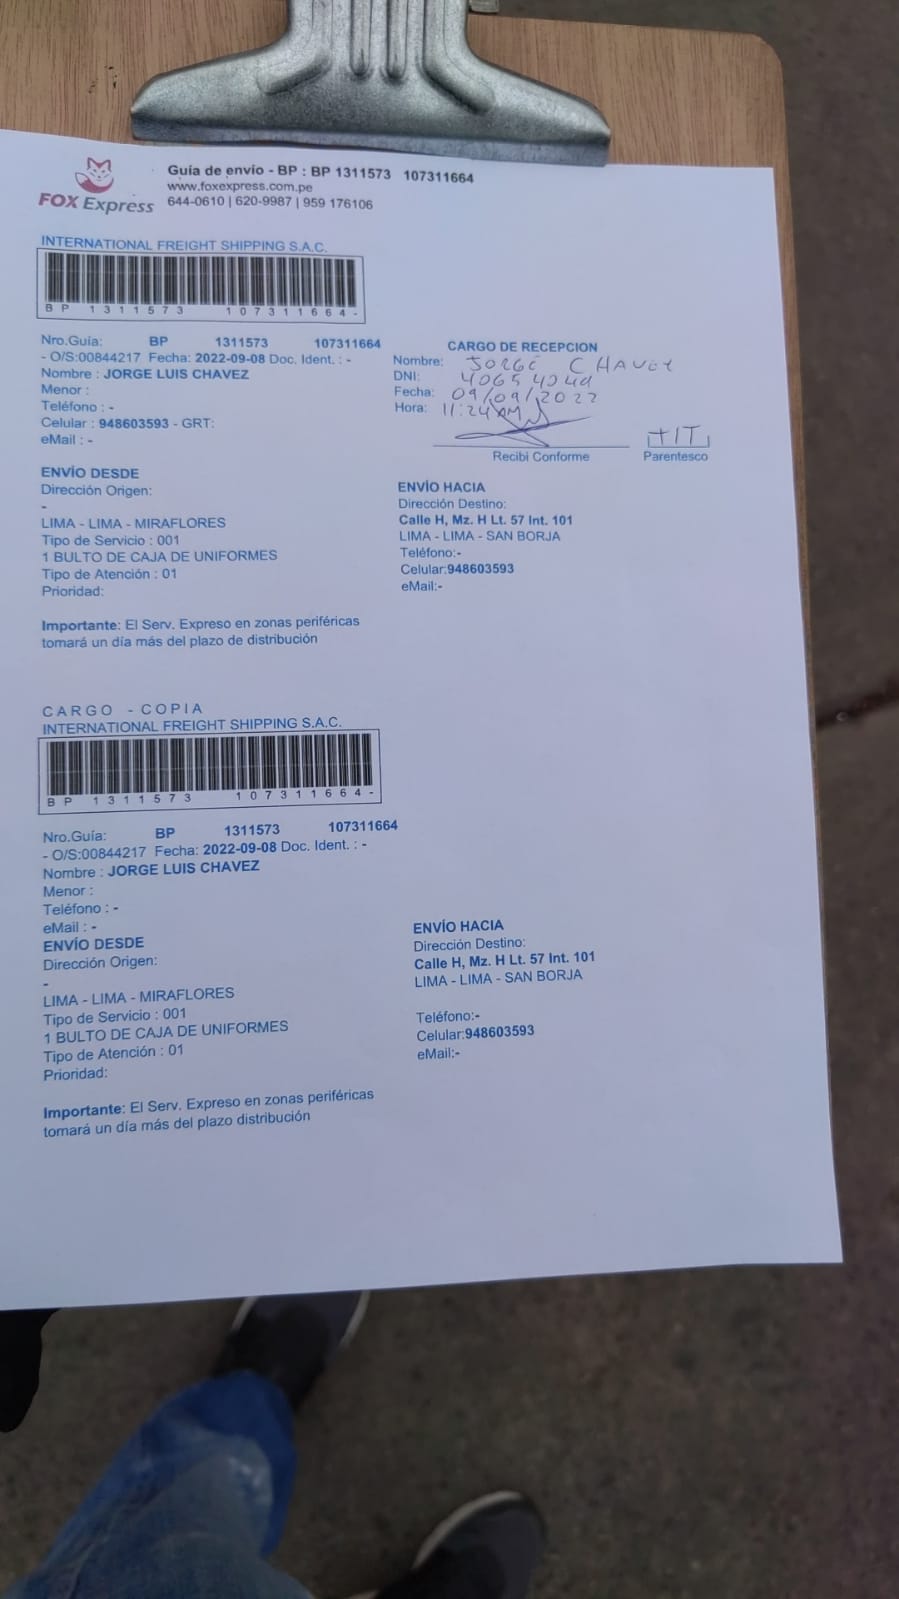 FOX Express
Guía de envío - BP : BP 1311573 107311664
www.foxexpress.com.pe
644-0610 | 620-9987 | 959 176106
INTERNATIONAL FREIGHT SHIPPING S.A.C.
BP 1311573 107311664-
Nro.Guía: BP 1311573 107311664
- O/S:00844217 Fecha: 2022-09-08 Doc. Ident. : -
Nombre : JORGE LUIS CHAVEZ
Menor :
Teléfono : -
Celular : 948603593 - GRT:
eMail : -
CARGO DE RECEPCION
Nombre: JORGE CHAVEZ
DNI: 40654044
Fecha: 09/09/2022
Hora: 11:24 AM
TIT
Recibi Conforme Parentesco
ENVÍO DESDE
Dirección Origen:
-
LIMA - LIMA - MIRAFLORES
Tipo de Servicio : 001
1 BULTO DE CAJA DE UNIFORMES
Tipo de Atención : 01
Prioridad:
ENVÍO HACIA
Dirección Destino:
Calle H, Mz. H Lt. 57 Int. 101
LIMA - LIMA - SAN BORJA
Teléfono:-
Celular:948603593
eMail:-
Importante: El Serv. Expreso en zonas periféricas
tomará un día más del plazo de distribución
CARGO - COPIA
INTERNATIONAL FREIGHT SHIPPING S.A.C.
BP 1311573 107311664-
Nro.Guía: BP 1311573 107311664
- O/S:00844217 Fecha: 2022-09-08 Doc. Ident. : -
Nombre : JORGE LUIS CHAVEZ
Menor :
Teléfono : -
eMail : -
ENVÍO DESDE
Dirección Origen:
-
LIMA - LIMA - MIRAFLORES
Tipo de Servicio : 001
1 BULTO DE CAJA DE UNIFORMES
Tipo de Atención : 01
Prioridad:
ENVÍO HACIA
Dirección Destino:
Calle H, Mz. H Lt. 57 Int. 101
LIMA - LIMA - SAN BORJA
Teléfono:-
Celular:948603593
eMail:-
Importante: El Serv. Expreso en zonas periféricas
tomará un día más del plazo distribución